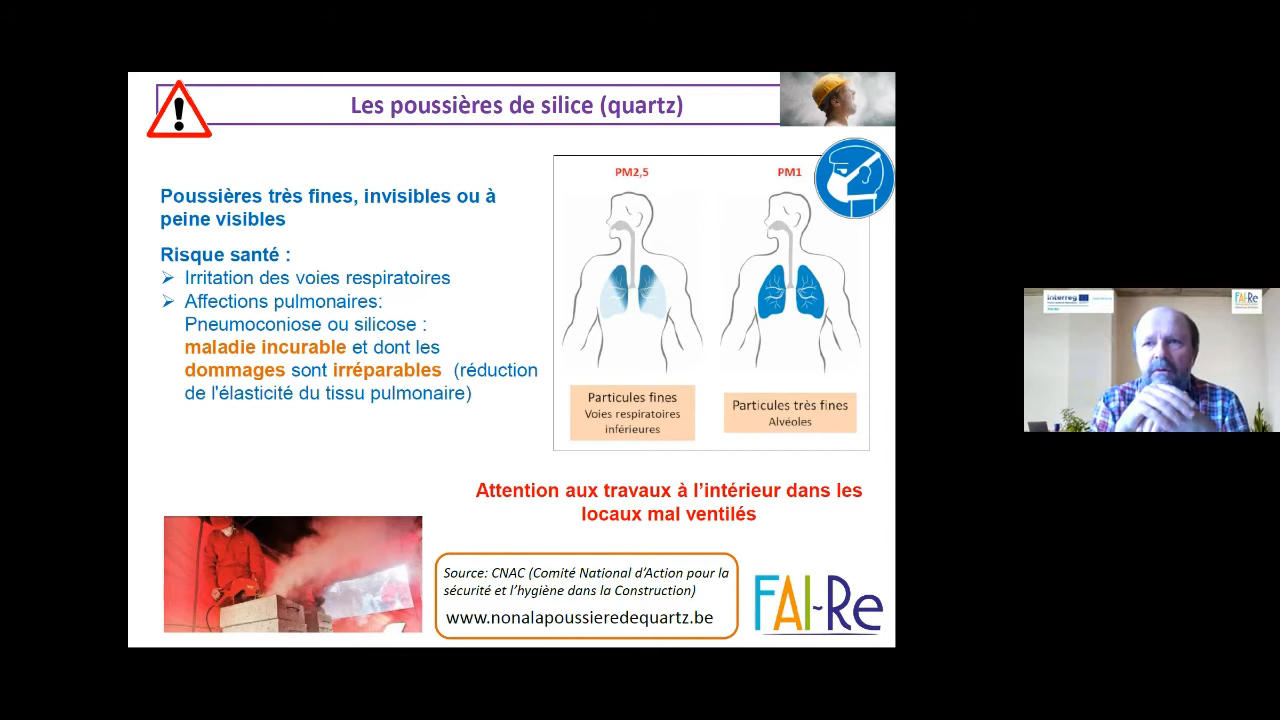 Les poussières de silice (quartz)
Poussières très fines, invisibles ou à
peine visibles
Risque santé :
Irritation des voies respiratoires
Affections pulmonaires:
Pneumoconiose ou silicose :
maladie incurable et dont les
dommages sont irréparables (réduction
de l'élasticité du tissu pulmonaire)
PM2,5
PM1
Particules fines
Voies respiratoires
inférieures
Particules très fines
Alvéoles
Attention aux travaux à l'intérieur dans les
locaux mal ventilés
Source: CNAC (Comité National d'Action pour la
sécurité et l'hygiène dans la Construction)
www.nonalapoussieredequartz.be
FAI~Re
interreg
FAI-Re